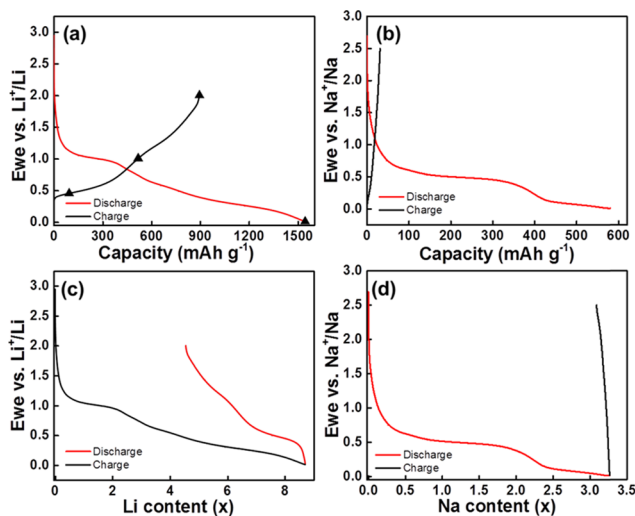 (a)
Ewe vs. Li⁺/Li
3.0
2.5
2.0
1.5
1.0
0.5
0.0
Discharge
Charge
0 300 600 900 1200 1500
Capacity (mAh g⁻¹)
(b)
Ewe vs. Na⁺/Na
3.0
2.5
2.0
1.5
1.0
0.5
0.0
Discharge
Charge
0 100 200 300 400 500 600
Capacity (mAh g⁻¹)
(c)
Ewe vs. Li⁺/Li
3.0
2.5
2.0
1.5
1.0
0.5
0.0
Discharge
Charge
0 2 4 6 8
Li content (x)
(d)
Ewe vs. Na⁺/Na
3.0
2.5
2.0
1.5
1.0
0.5
0.0
Discharge
Charge
0.0 0.5 1.0 1.5 2.0 2.5 3.0 3.5
Na content (x)